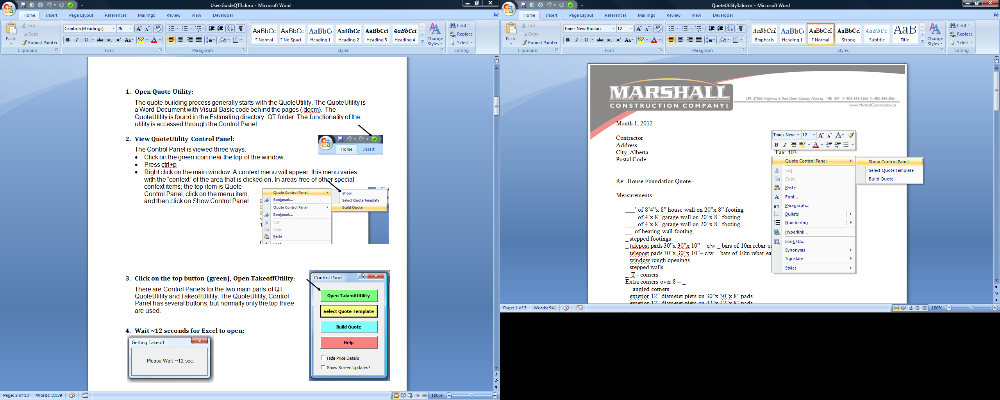 UsersGuideQT3.docx - Microsoft Word
Home Insert Page Layout References Mailings Review View Developer
Paste
Cut
Copy
Format Painter
Clipboard
Cambria (Headings) 26
Font
Paragraph
AaBbCc AaBbCc AaBbC AaBbCc AaBbCcI AaBbCcI
¶ Normal ¶ No Spaci... Heading 1 Heading 2 Heading 3 Heading 4
Change Styles
Styles
Find
Replace
Select
Editing
1. Open Quote Utility:
The quote building process generally starts with the QuoteUtility. The QuoteUtility is
a Word Document with Visual Basic code behind the pages (.docm). The
QuoteUtility is found in the Estimating directory, QT folder. The functionality of the
utility is accessed through the Control Panel.
2. View QuoteUtility Control Panel:
The Control Panel is viewed three ways.
• Click on the green icon near the top of the window.
• Press ctrl+p
• Right click on the main window. A context menu will appear; this menu varies
with the “context” of the area that is clicked on. In areas free of other special
context items; the top item is Quote
Control Panel, click on the menu item,
and then click on Show Control Panel.
Home Insert
Quote Control Panel
Bookmark...
Quote Control Panel
Bookmark...
Cut
Copy
Paste
Show
Select Quote Template
Build Quote
3. Click on the top button (green), Open TakeoffUtility:
There are Control Panels for the two main parts of QT:
QuoteUtility and TakeoffUtility. The QuoteUtility, Control
Panel has several buttons, but normally only the top three
are used.
Control Panel
Open TakeoffUtility
Select Quote Template
Build Quote
Help
Hide Price Details
Show Screen Updates?
4. Wait ~12 seconds for Excel to open:
Getting Takeoff
Please Wait ~12 sec.
Page: 2 of 12 Words: 2,129 100%
QuoteUtility3.docm - Microsoft Word
Home Insert Page Layout References Mailings Review View Developer
Paste
Cut
Copy
Format Painter
Clipboard
Times New Roman 12
Font
Paragraph
AaBbCcL AaBbC AaBbCcI AaBbCcI AaBbCc. AaB
Emphasis Heading 1 ¶ Normal Strong Subtitle Title
Change Styles
Styles
Find
Replace
Select
Editing
MARSHALL
CONSTRUCTION COMPANY INC
139, 37565 Highway 2, Red Deer County, Alberta T4E 1B4 P: 403-343-6386 F: 403-343-3061
www.MarshallConstruction.ca
Month 1, 2012
Contractor
Address
City, Alberta
Postal Code
Fax: 403
Re: House Foundation Quote -
Measurements:
___’ of 8’4”x 8” house wall on 20”x 8” footing
___’ of 4’x 8” garage wall on 20”x 8” footing
___’ of 4’x 8” garage wall on 20”x 8” footing
__’ of bearing wall footing
_ stepped footings
_ telepost pads 30”x 30”x 10” – c/w _ bars of 10m rebar ea
_ telepost pads 30”x 30”x 10”– c/w _ bars of 10m rebar ea
_ window rough openings
_ stepped walls
_ T - corners
Extra corners over 8 = _
__ angled corners
_ exterior 12” diameter piers on 30”x 30”x 8” pads
_ exterior 12” diameter piers on 42”x 42”x 8” pads
Times New 12
Quote Control Panel
Cut
Copy
Paste
Font...
Paragraph...
Bullets
Numbering
Hyperlink...
Look Up...
Synonyms
Translate
Styles
Show Control Panel
Select Quote Template
Build Quote
Page: 1 of 3 Words: 941 100%